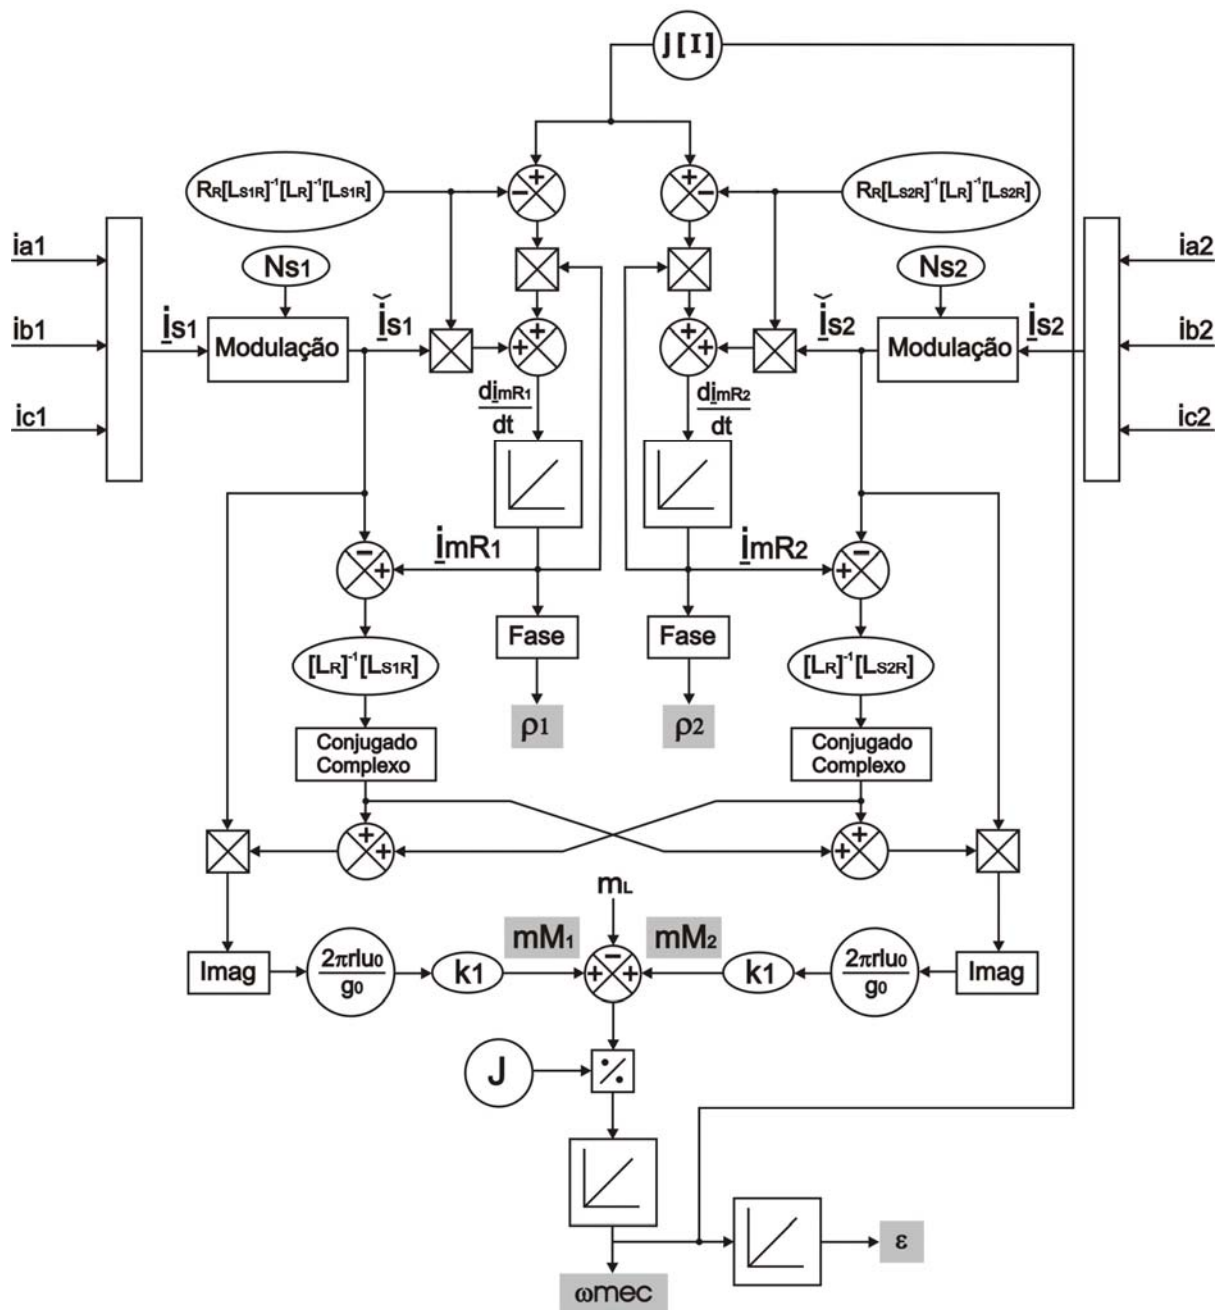 j[I]
RR[LS1R]⁻¹[LR]⁻¹[LS1R]
RR[LS2R]⁻¹[LR]⁻¹[LS2R]
+
-
+
-
ia1
Ns1
Ns2
ia2
is1
ǐs1
ǐs2
is2
ib1
Modulação
+
+
+
+
Modulação
ib2
ic1
dimR1
dt
dimR2
dt
ic2
-
+
imR1
imR2
-
+
Fase
Fase
[LR]⁻¹[LS1R]
[LR]⁻¹[LS2R]
ρ1
ρ2
Conjugado
Complexo
Conjugado
Complexo
+
+
+
+
mL
mM1
mM2
Imag
2πrlu0
g0
k1
+
-
+
k1
2πrlu0
g0
Imag
J
ε
ωmec